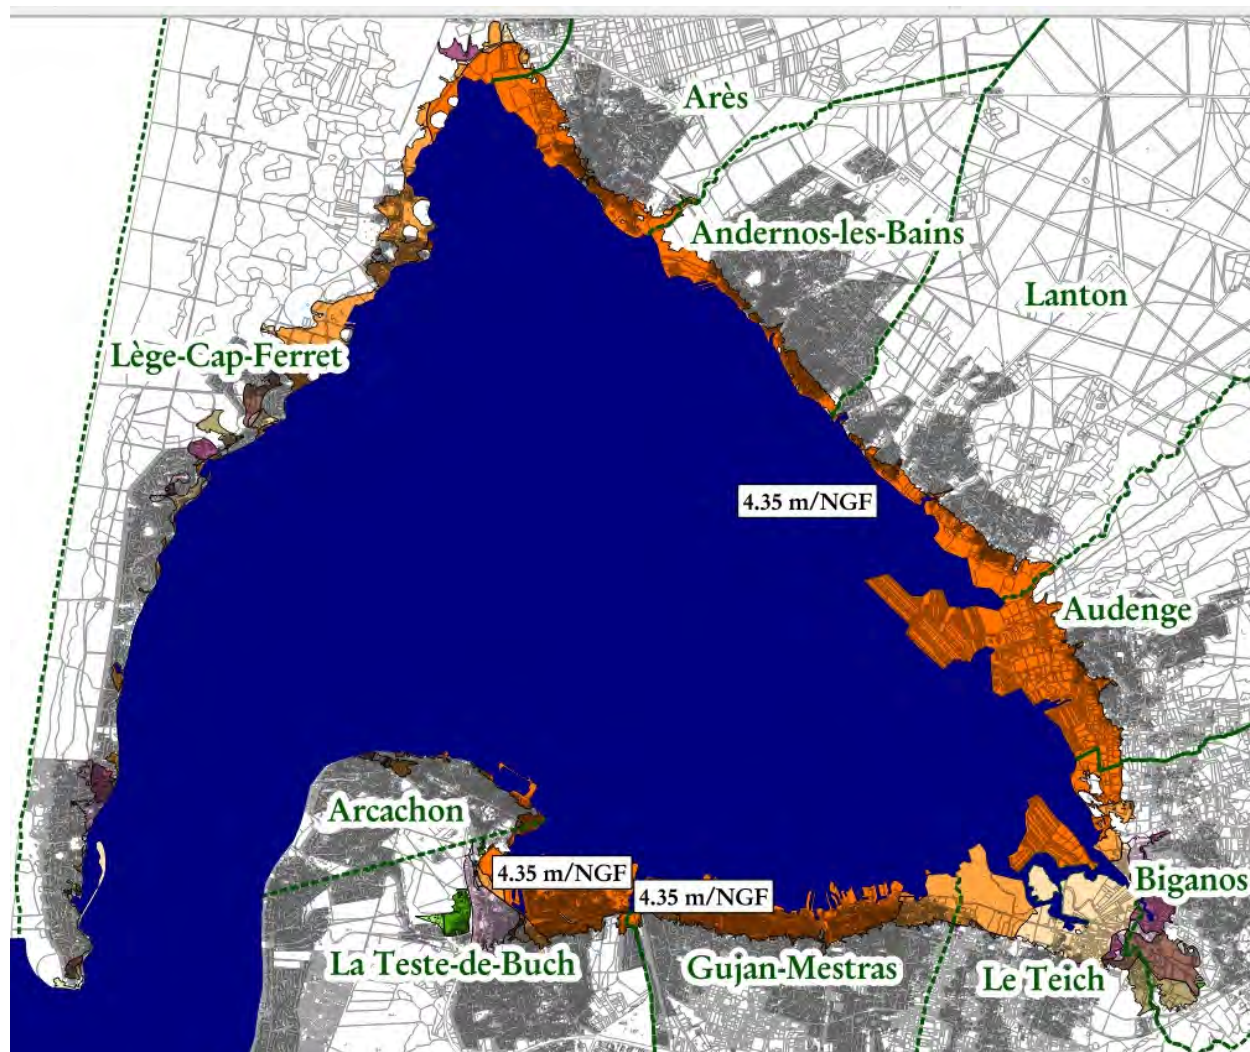 Arès
Andernos-les-Bains
Lanton
Lège-Cap-Ferret
4.35 m/NGF
Audenge
Arcachon
4.35 m/NGF
4.35 m/NGF
Biganos
La Teste-de-Buch
Gujan-Mestras
Le Teich